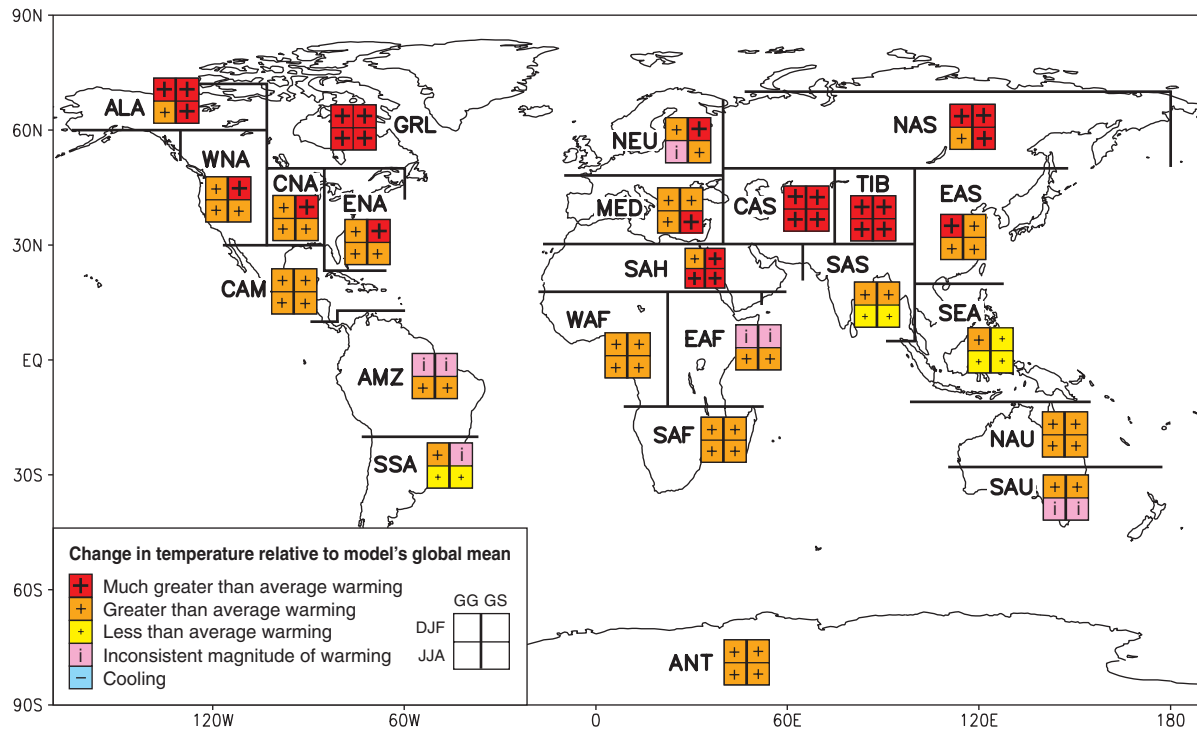 90N
60N
30N
EQ
30S
60S
90S
120W
60W
0
60E
120E
180
ALA
GRL
WNA
CNA
ENA
CAM
AMZ
SSA
NEU
NAS
MED
CAS
TIB
EAS
SAH
SAS
WAF
EAF
SEA
SAF
NAU
SAU
ANT
i
i i
i i
i
i i
Change in temperature relative to model's global mean
Much greater than average warming
Greater than average warming
Less than average warming
i Inconsistent magnitude of warming
Cooling
GG GS
DJF
JJA